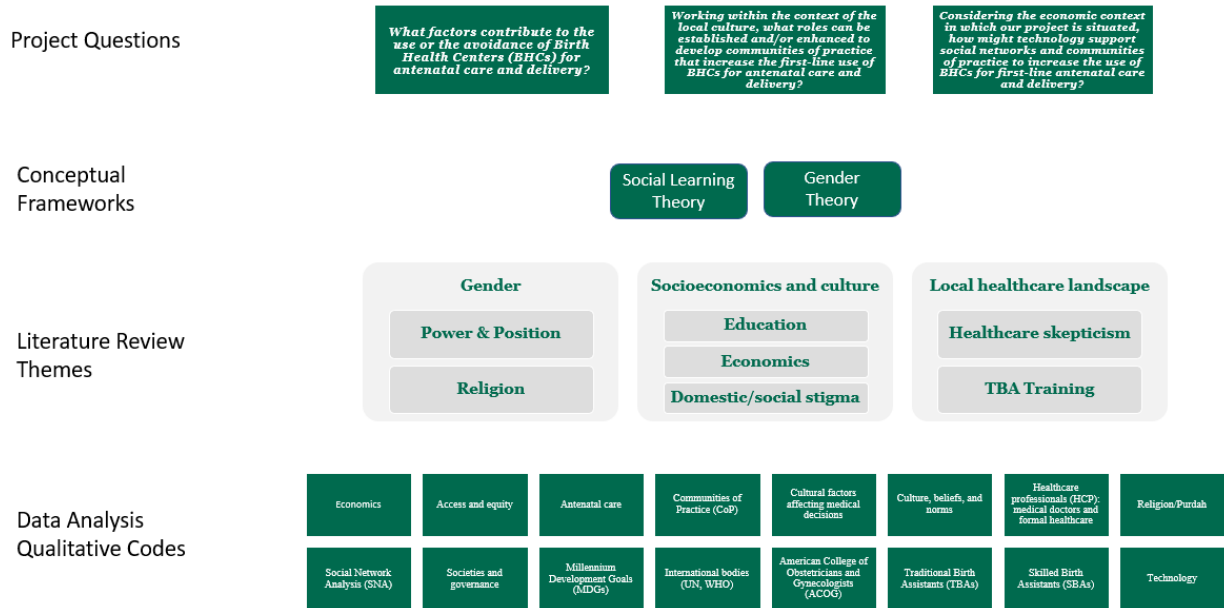 Project Questions
What factors contribute to the
use or the avoidance of Birth
Health Centers (BHCs) for
antenatal care and delivery?
Working within the context of the
local culture, what roles can be
established and/or enhanced to
develop communities of practice
that increase the first-line use of
BHCs for antenatal care and
delivery?
Considering the economic context
in which our project is situated,
how might technology support
social networks and communities
of practice to increase the use of
BHCs for first-line antenatal care
and delivery?
Conceptual
Frameworks
Social Learning
Theory
Gender
Theory
Literature Review
Themes
Gender
Power & Position
Religion
Socioeconomics and culture
Education
Economics
Domestic/social stigma
Local healthcare landscape
Healthcare skepticism
TBA Training
Data Analysis
Qualitative Codes
Economics
Access and equity
Antenatal care
Communities of
Practice (CoP)
Cultural factors
affecting medical
decisions
Culture, beliefs, and
norms
Healthcare
professionals (HCP):
medical doctors and
formal healthcare
Religion/Purdah
Social Network
Analysis (SNA)
Societies and
governance
Millennium
Development Goals
(MDGs)
International bodies
(UN, WHO)
American College of
Obstetricians and
Gynecologists
(ACOG)
Traditional Birth
Assistants (TBAs)
Skilled Birth
Assistants (SBAs)
Technology